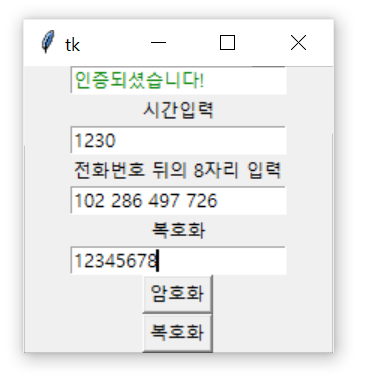 tk
인증되셨습니다!
시간입력
1230
전화번호 뒤의 8자리 입력
102 286 497 726
복호화
12345678
암호화
복호화